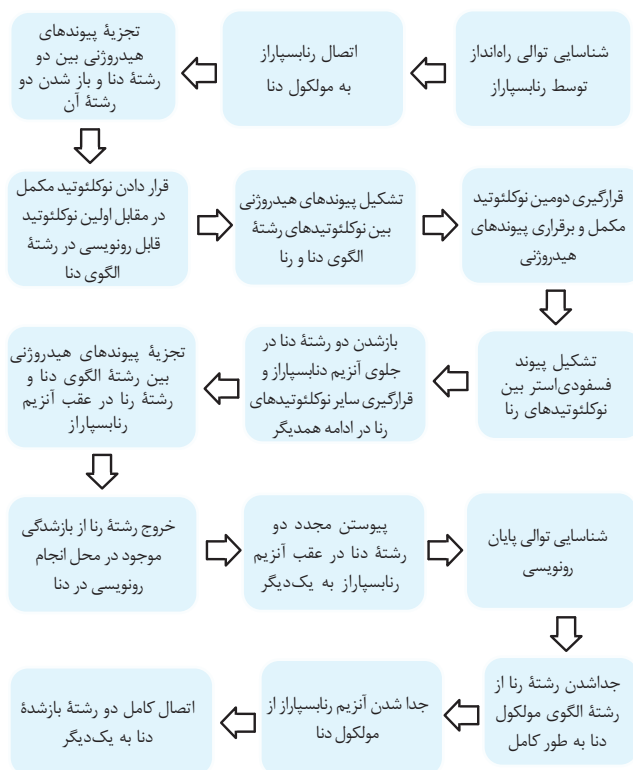 شناسایی توالی راه‌انداز
توسط رنابسپاراز
اتصال رنابسپاراز
به مولکول دنا
تجزیهٔ پیوندهای
هیدروژنی بین دو
رشتهٔ دنا و باز شدن دو
رشتهٔ آن
قرار دادن نوکلئوتید مکمل
در مقابل اولین نوکلئوتید
قابل رونویسی در رشتهٔ
الگوی دنا
تشکیل پیوندهای هیدروژنی
بین نوکلئوتیدهای رشتهٔ
الگوی دنا و رنا
قرارگیری دومین نوکلئوتید
مکمل و برقراری پیوندهای
هیدروژنی
تشکیل پیوند
فسفودی‌استر بین
نوکلئوتیدهای رنا
بازشدن دو رشتهٔ دنا در
جلوی آنزیم دنابسپاراز و
قرارگیری سایر نوکلئوتیدهای
رنا در ادامه همدیگر
تجزیهٔ پیوندهای هیدروژنی
بین رشتهٔ الگوی دنا و
رشتهٔ رنا در عقب آنزیم
رنابسپاراز
خروج رشتهٔ رنا از بازشدگی
موجود در محل انجام
رونویسی در دنا
پیوستن مجدد دو
رشتهٔ دنا در عقب آنزیم
رنابسپاراز به یک‌دیگر
شناسایی توالی پایان
رونویسی
جداشدن رشتهٔ رنا از
رشتهٔ الگوی مولکول
دنا به طور کامل
جدا شدن آنزیم رنابسپاراز از
مولکول دنا
اتصال کامل دو رشتهٔ بازشدهٔ
دنا به یک‌دیگر